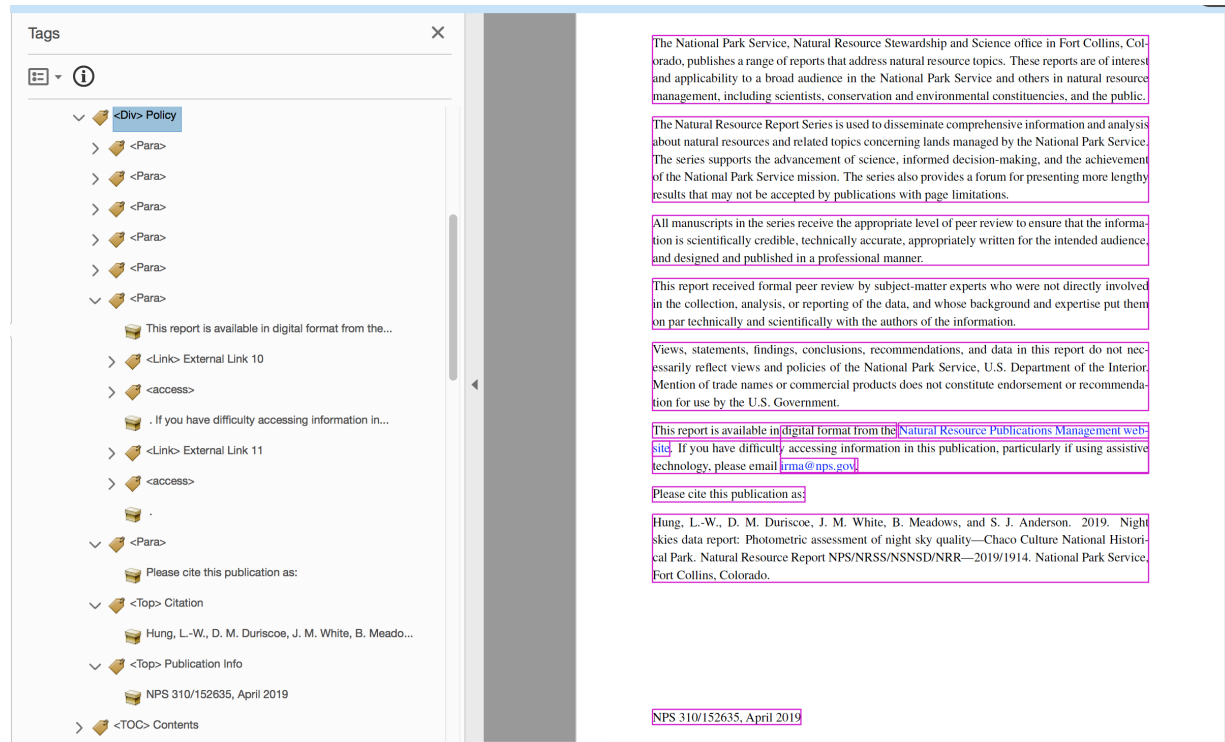 Tags
<Div> Policy
<Para>
<Para>
<Para>
<Para>
<Para>
<Para>
This report is available in digital format from the...
<Link> External Link 10
<access>
. If you have difficulty accessing information in...
<Link> External Link 11
<access>
.
<Para>
Please cite this publication as:
<Top> Citation
Hung, L.-W., D. M. Duriscoe, J. M. White, B. Meado...
<Top> Publication Info
NPS 310/152635, April 2019
<TOC> Contents
The National Park Service, Natural Resource Stewardship and Science office in Fort Collins, Col-
orado, publishes a range of reports that address natural resource topics. These reports are of interest
and applicability to a broad audience in the National Park Service and others in natural resource
management, including scientists, conservation and environmental constituencies, and the public.
The Natural Resource Report Series is used to disseminate comprehensive information and analysis
about natural resources and related topics concerning lands managed by the National Park Service.
The series supports the advancement of science, informed decision-making, and the achievement
of the National Park Service mission. The series also provides a forum for presenting more lengthy
results that may not be accepted by publications with page limitations.
All manuscripts in the series receive the appropriate level of peer review to ensure that the informa-
tion is scientifically credible, technically accurate, appropriately written for the intended audience,
and designed and published in a professional manner.
This report received formal peer review by subject-matter experts who were not directly involved
in the collection, analysis, or reporting of the data, and whose background and expertise put them
on par technically and scientifically with the authors of the information.
Views, statements, findings, conclusions, recommendations, and data in this report do not nec-
essarily reflect views and policies of the National Park Service, U.S. Department of the Interior.
Mention of trade names or commercial products does not constitute endorsement or recommenda-
tion for use by the U.S. Government.
This report is available in digital format from the Natural Resource Publications Management web-
site. If you have difficulty accessing information in this publication, particularly if using assistive
technology, please email irma@nps.gov.
Please cite this publication as:
Hung, L.-W., D. M. Duriscoe, J. M. White, B. Meadows, and S. J. Anderson. 2019. Night
skies data report: Photometric assessment of night sky quality—Chaco Culture National Histori-
cal Park. Natural Resource Report NPS/NRSS/NSNSD/NRR—2019/1914. National Park Service,
Fort Collins, Colorado.
NPS 310/152635, April 2019